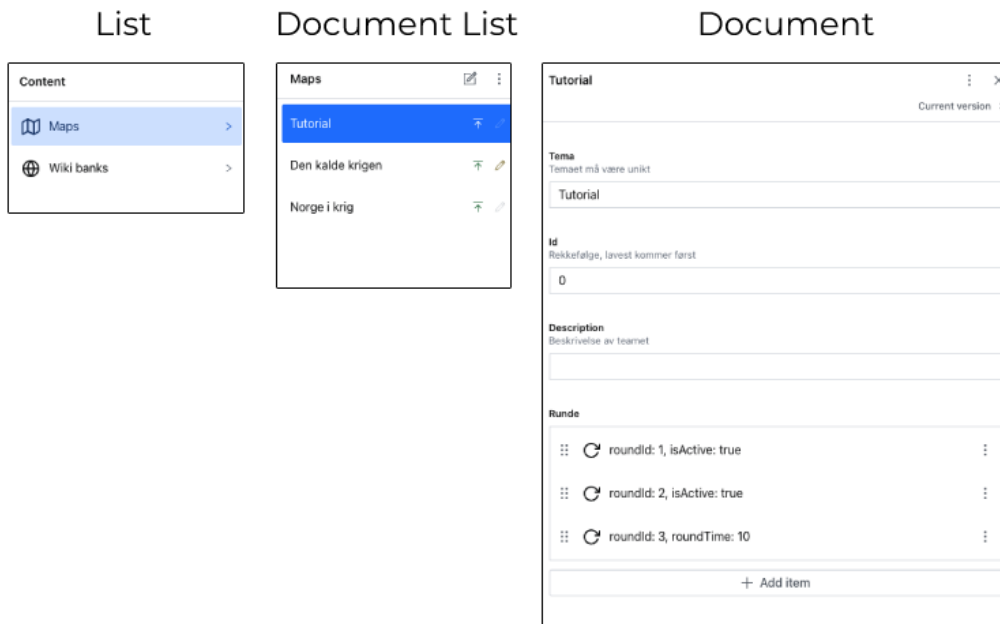 List
Document List
Document
Content
Maps
Wiki banks
Maps
Tutorial
Den kalde krigen
Norge i krig
Tutorial
Current version
Tema
Temaet må være unikt
Tutorial
Id
Rekkefølge, lavest kommer først
0
Description
Beskrivelse av teamet
Runde
roundId: 1, isActive: true
roundId: 2, isActive: true
roundId: 3, roundTime: 10
+ Add item